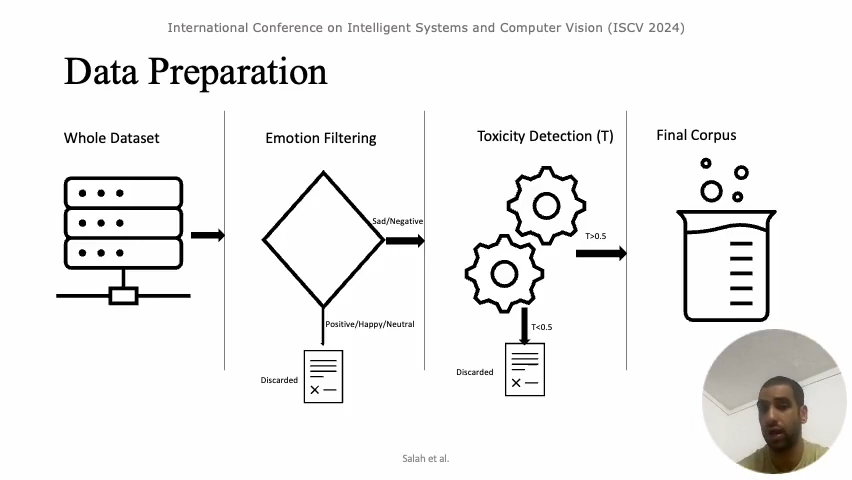 International Conference on Intelligent Systems and Computer Vision (ISCV 2024)
Data Preparation
Whole Dataset
Emotion Filtering
Toxicity Detection (T)
Final Corpus
Sad/Negative
T>0.5
Positive/Happy/Neutral
T<0.5
Discarded
Discarded
Salah et al.